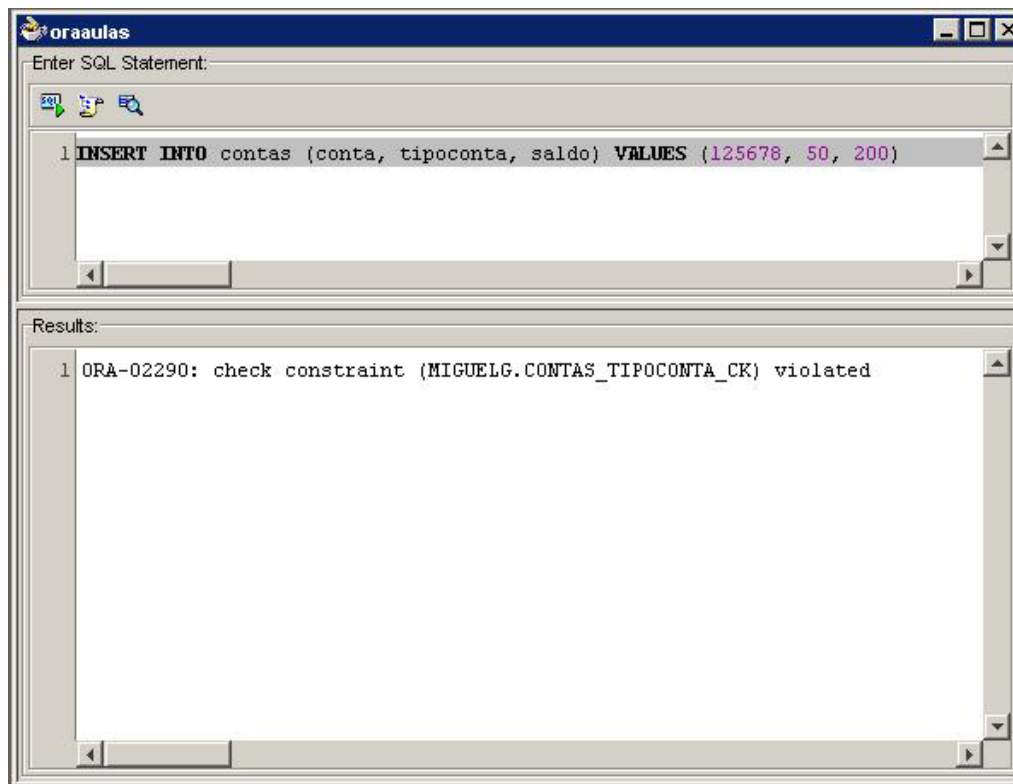 oraaulas
Enter SQL Statement:
1 INSERT INTO contas (conta, tipoconta, saldo) VALUES (125678, 50, 200)
Results:
1 ORA-02290: check constraint (MIGUELG.CONTAS_TIPOCONTA_CK) violated